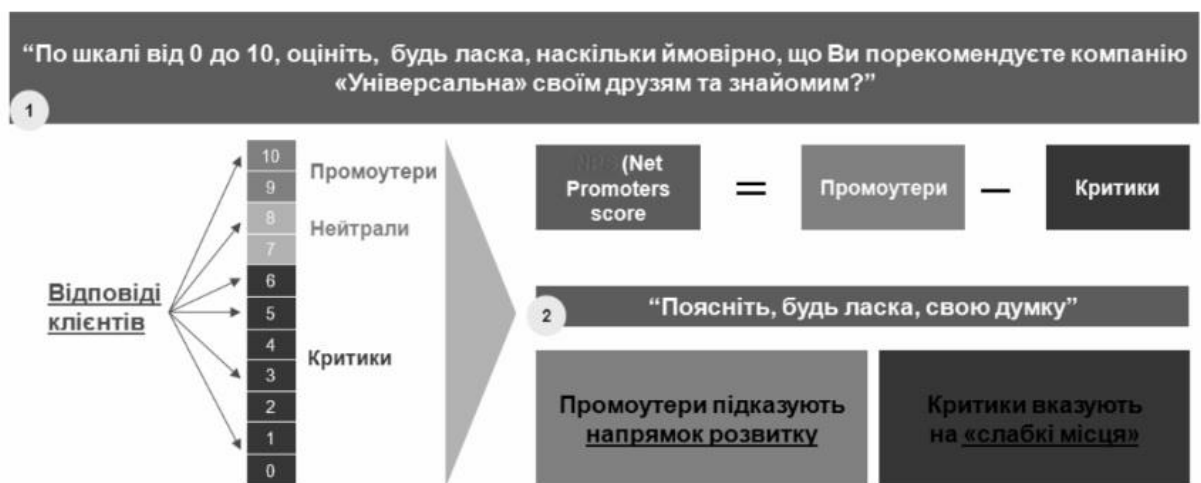 “По шкалі від 0 до 10, оцініть, будь ласка, наскільки ймовірно, що Ви порекомендуєте компанію
«Універсальна» своїм друзям та знайомим?”
1
10
9
8
7
6
5
4
3
2
1
0
Промоутери
Нейтрали
Критики
Відповіді
клієнтів
(Net
Promoters
score
=
Промоутери
–
Критики
2
“Поясніть, будь ласка, свою думку”
Промоутери підказують
напрямок розвитку
Критики вказують
на «слабкі місця»